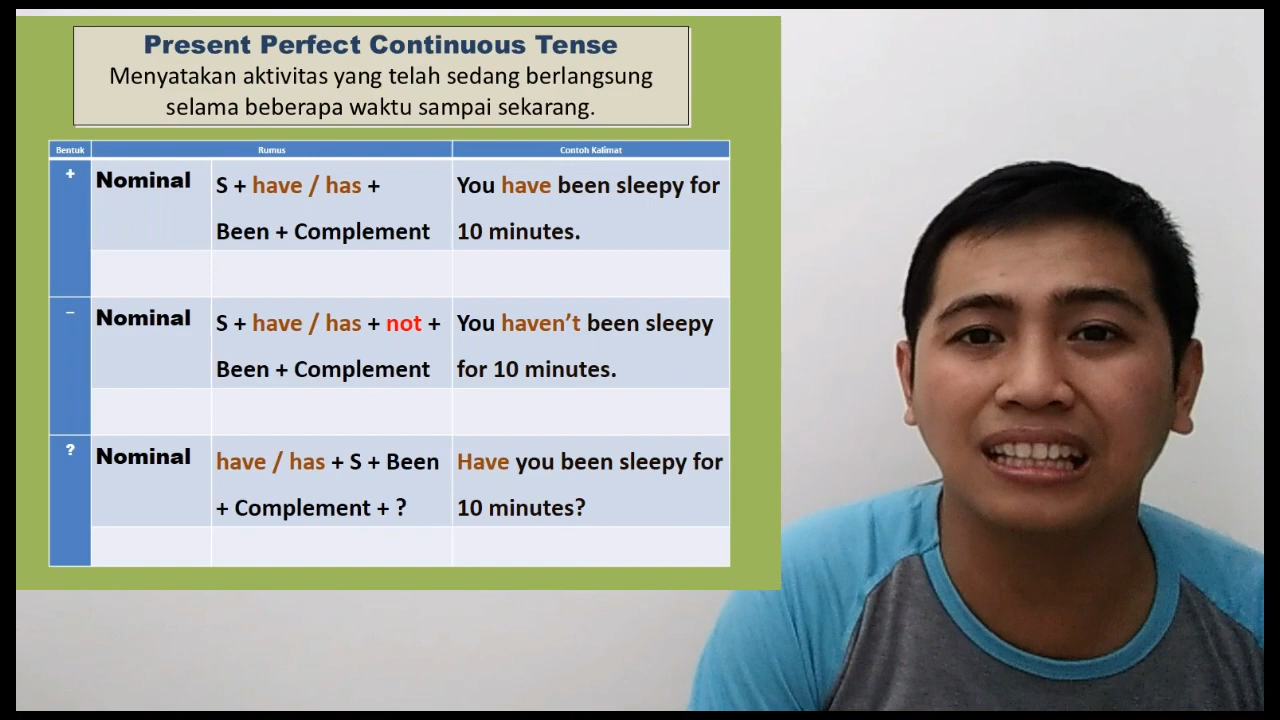 Present Perfect Continuous Tense
Menyatakan aktivitas yang telah sedang berlangsung
selama beberapa waktu sampai sekarang.
Bentuk Rumus Contoh Kalimat
+ Nominal S + have / has + You have been sleepy for
Been + Complement 10 minutes.
– Nominal S + have / has + not + You haven’t been sleepy
Been + Complement for 10 minutes.
? Nominal have / has + S + Been Have you been sleepy for
+ Complement + ? 10 minutes?